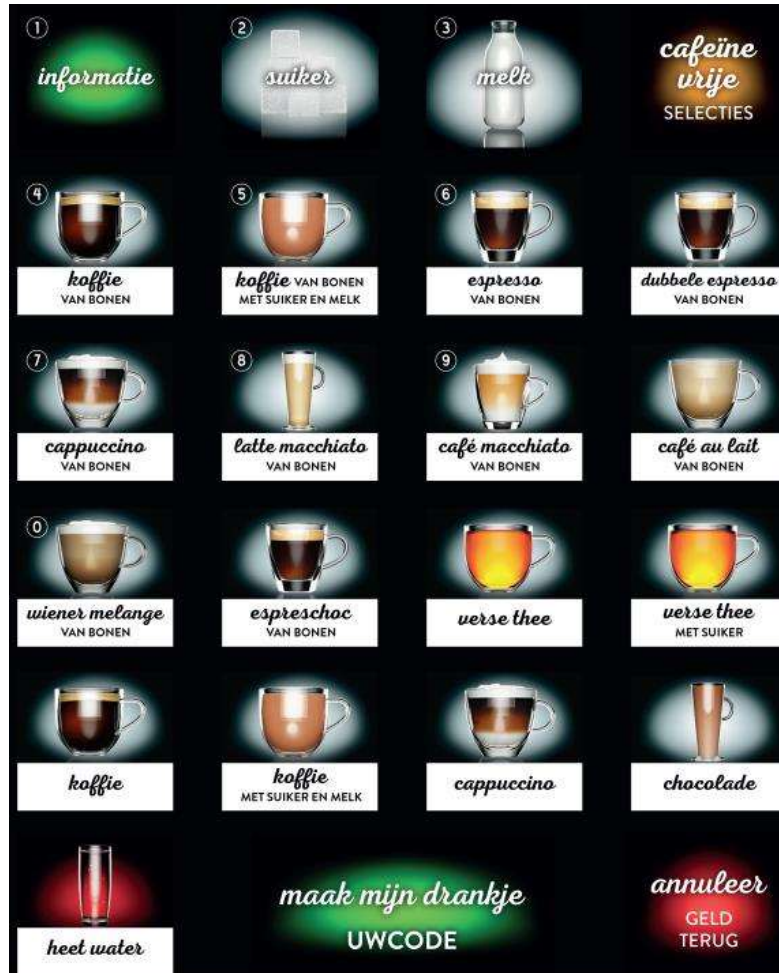 1
informatie
2
suiker
3
melk
cafeïne
vrije
SELECTIES
4
koffie
VAN BONEN
5
koffie VAN BONEN
MET SUIKER EN MELK
6
espresso
VAN BONEN
dubbele espresso
VAN BONEN
7
cappuccino
VAN BONEN
8
latte macchiato
VAN BONEN
9
café macchiato
VAN BONEN
café au lait
VAN BONEN
0
wiener melange
VAN BONEN
espreschoc
VAN BONEN
verse thee
verse thee
MET SUIKER
koffie
koffie
MET SUIKER EN MELK
cappuccino
chocolade
heet water
maak mijn drankje
UWCODE
annuleer
GELD
TERUG